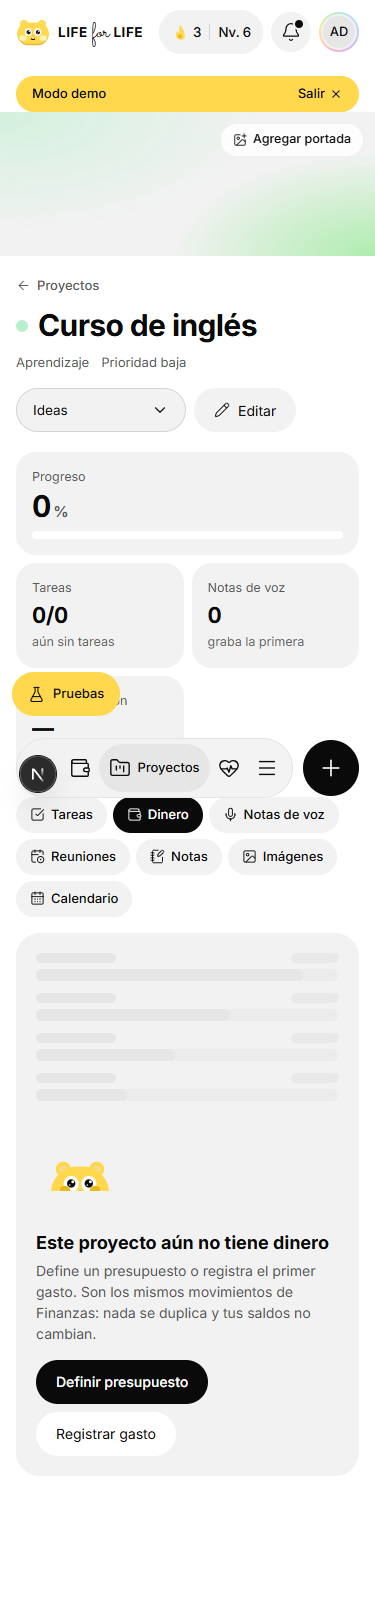 LIFE for LIFE
3
Nv. 6
AD
Modo demo
Salir
Agregar portada
Proyectos
Curso de inglés
Aprendizaje Prioridad baja
Ideas
Editar
Progreso
0 %
Tareas
0/0
aún sin tareas
Notas de voz
0
graba la primera
Pruebas
N
Proyectos
Tareas
Dinero
Notas de voz
Reuniones
Notas
Imágenes
Calendario
Este proyecto aún no tiene dinero
Define un presupuesto o registra el primer
gasto. Son los mismos movimientos de
Finanzas: nada se duplica y tus saldos no
cambian.
Definir presupuesto
Registrar gasto